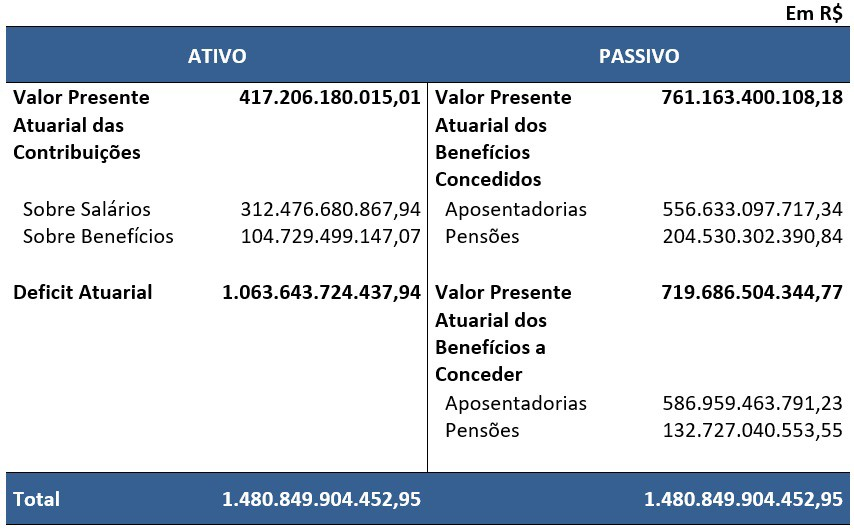 Em R$
ATIVO PASSIVO
Valor Presente 417.206.180.015,01 Valor Presente 761.163.400.108,18
Atuarial das Atuarial dos
Contribuições Benefícios
Concedidos
Sobre Salários 312.476.680.867,94 Aposentadorias 556.633.097.717,34
Sobre Benefícios 104.729.499.147,07 Pensões 204.530.302.390,84
Deficit Atuarial 1.063.643.724.437,94 Valor Presente 719.686.504.344,77
Atuarial dos
Benefícios a
Conceder
Aposentadorias 586.959.463.791,23
Pensões 132.727.040.553,55
Total 1.480.849.904.452,95 1.480.849.904.452,95